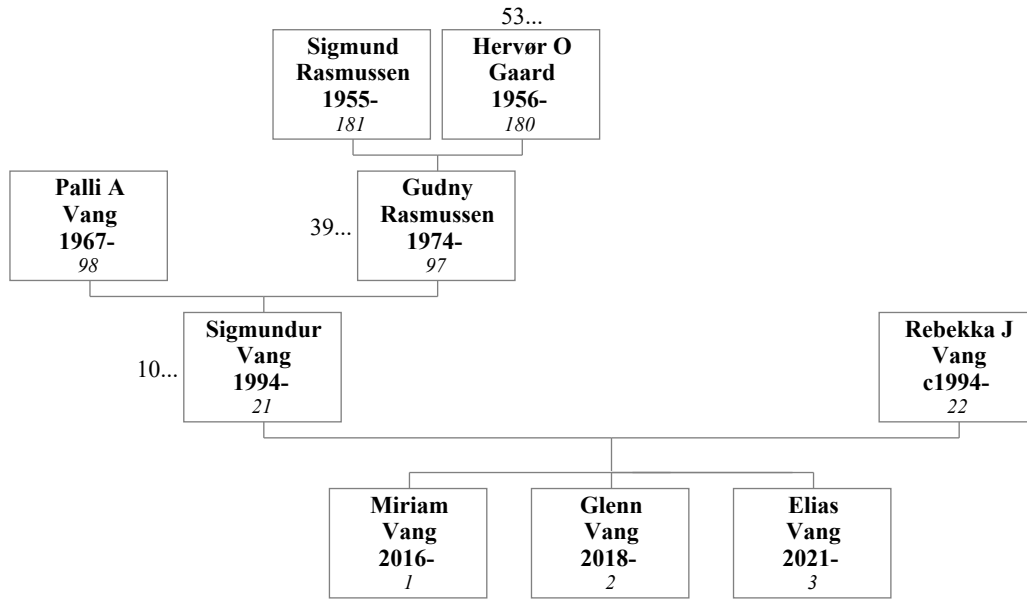 53...
Sigmund
Rasmussen
1955-
181
Hervør O
Gaard
1956-
180
Palli A
Vang
1967-
98
39...
Gudny
Rasmussen
1974-
97
10...
Sigmundur
Vang
1994-
21
Rebekka J
Vang
c1994-
22
Miriam
Vang
2016-
1
Glenn
Vang
2018-
2
Elias
Vang
2021-
3